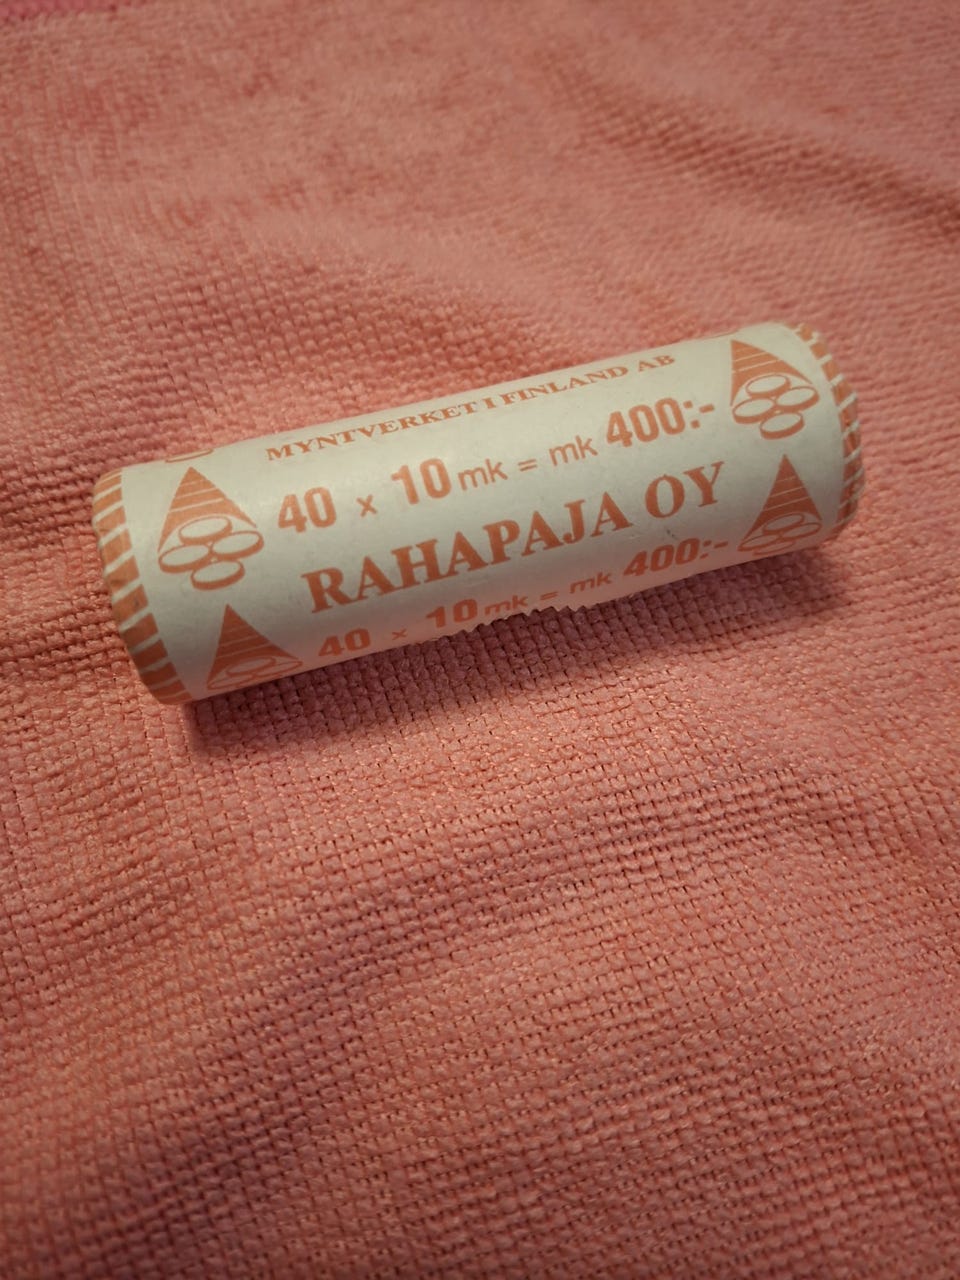 MYNTVERKET I FINLAND AB
40 x 10 mk = mk 400:-
RAHAPAJA OY
40 x 10 mk = mk 400:-